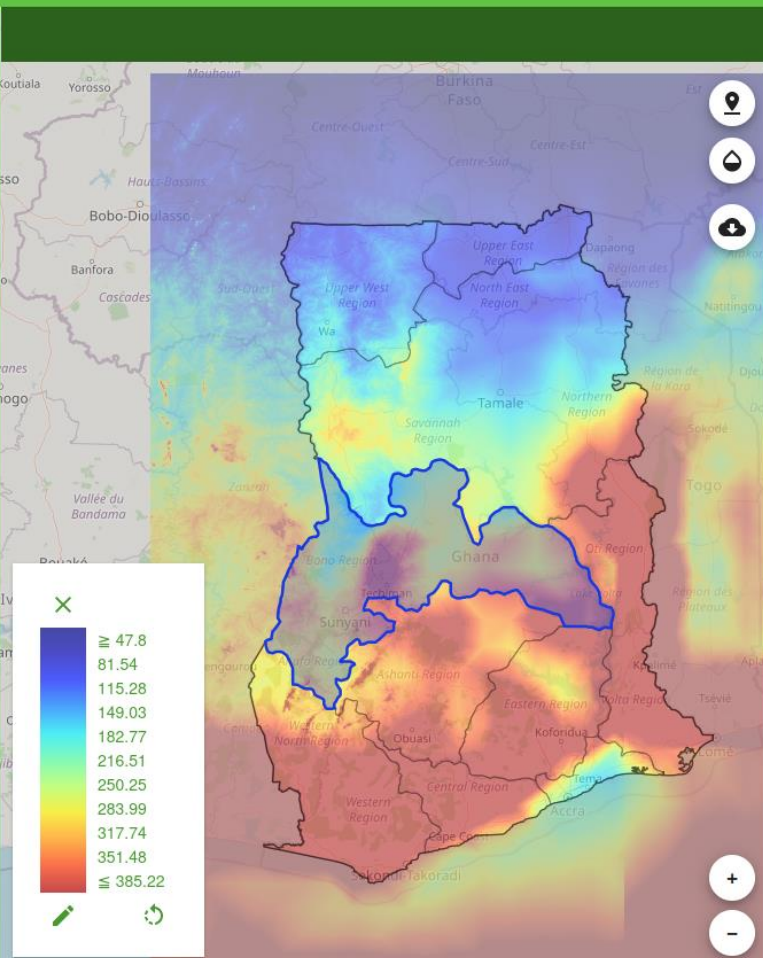 Mouhoun
Koutiala
Yorosso
Burkina
Faso
Est
Centre-Ouest
Centre-Est
Centre-Sud
sso
Hauts-Bassins
Bobo-Dioulasso
Upper East
Region
Dapaong
Banfora
Région des
Savanes
Sud-Ouest
Upper West
Region
North East
Region
Cascades
Natitingou
Wa
Région de
la Kara
Tamale
Northern
Region
Savannah
Region
Sokodé
Zanzan
Togo
Vallée du
Bandama
Ghana
Oti Region
Bono Region
Bouaké
Techiman
Région des
Plateaux
Sunyani
Ahafo Region
Kpalimé
Ashanti Region
Tsévié
Eastern Region
Volta Region
Western
North Region
Obuasi
Koforidua
Lomé
Tema
Central Region
Accra
Western
Region
Cape Coast
Sekondi-Takoradi
≧ 47.8
81.54
115.28
149.03
182.77
216.51
250.25
283.99
317.74
351.48
≦ 385.22
+
−